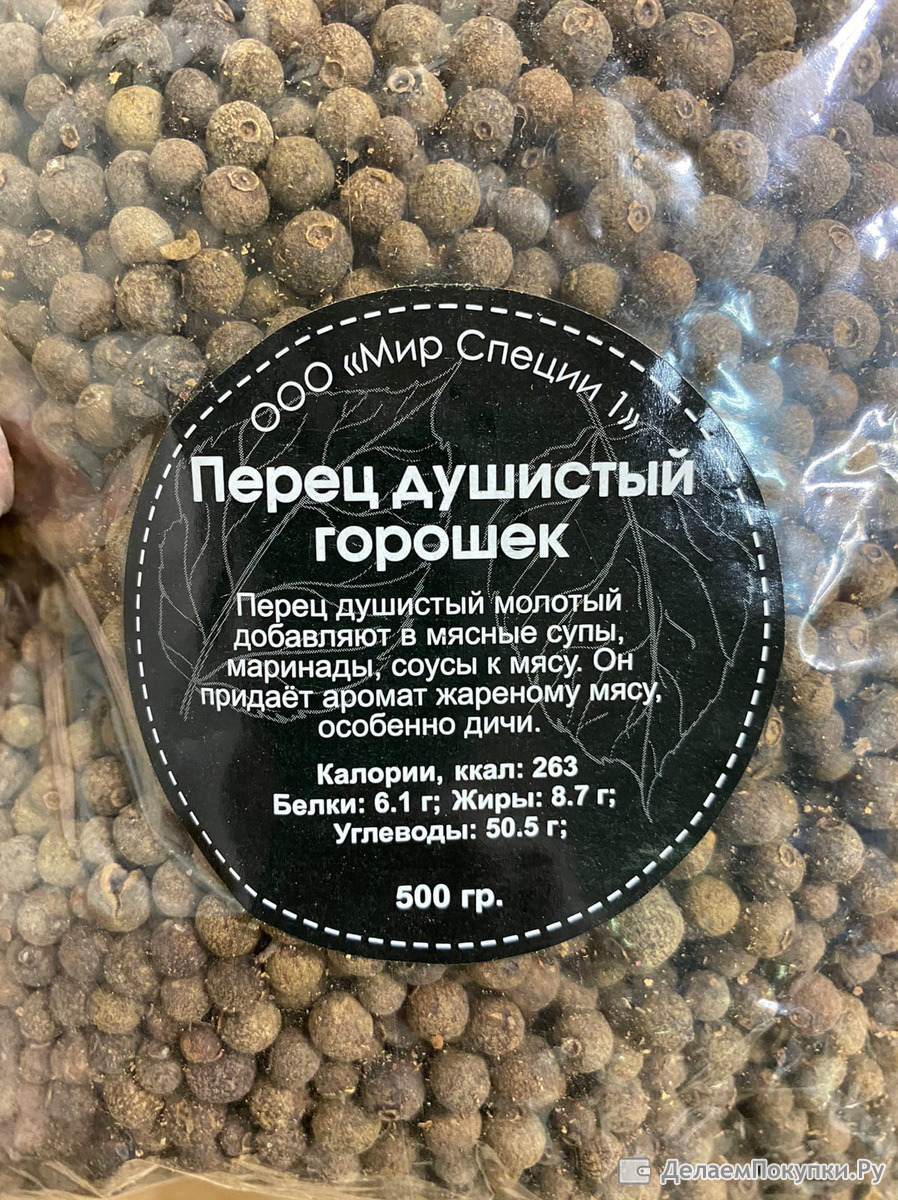 ООО «Мир Специи 1»
Перец душистый
горошек
Перец душистый молотый
добавляют в мясные супы,
маринады, соусы к мясу. Он
придаёт аромат жареному мясу,
особенно дичи.
Калории, ккал: 263
Белки: 6.1 г; Жиры: 8.7 г;
Углеводы: 50.5 г;
500 гр.
ДелаемПокупки.Ру